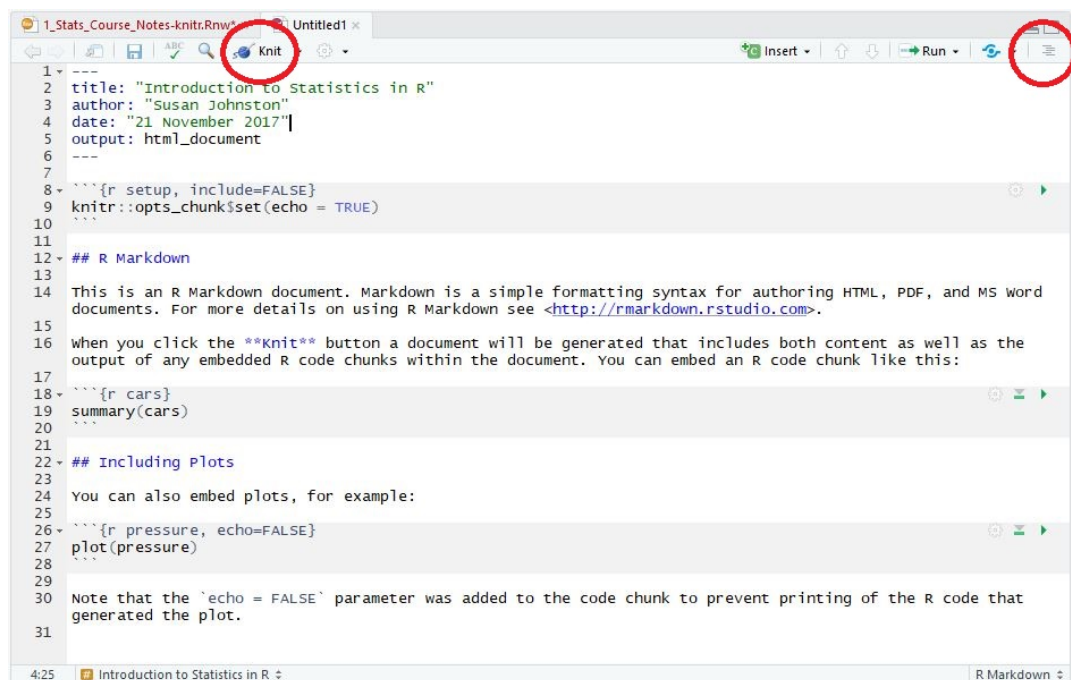 1_Stats_Course_Notes-knitr.Rnw* Untitled1
ABC Knit Insert Run
1 ---
2 title: "Introduction to Statistics in R"
3 author: "Susan Johnston"
4 date: "21 November 2017"
5 output: html_document
6 ---
7
8 ```{r setup, include=FALSE}
9 knitr::opts_chunk$set(echo = TRUE)
10 ```
11
12 ## R Markdown
13
14 This is an R Markdown document. Markdown is a simple formatting syntax for authoring HTML, PDF, and MS Word
documents. For more details on using R Markdown see <http://rmarkdown.rstudio.com>.
15
16 When you click the **Knit** button a document will be generated that includes both content as well as the
output of any embedded R code chunks within the document. You can embed an R code chunk like this:
17
18 ```{r cars}
19 summary(cars)
20 ```
21
22 ## Including Plots
23
24 You can also embed plots, for example:
25
26 ```{r pressure, echo=FALSE}
27 plot(pressure)
28 ```
29
30 Note that the `echo = FALSE` parameter was added to the code chunk to prevent printing of the R code that
generated the plot.
31
4:25 # Introduction to Statistics in R R Markdown